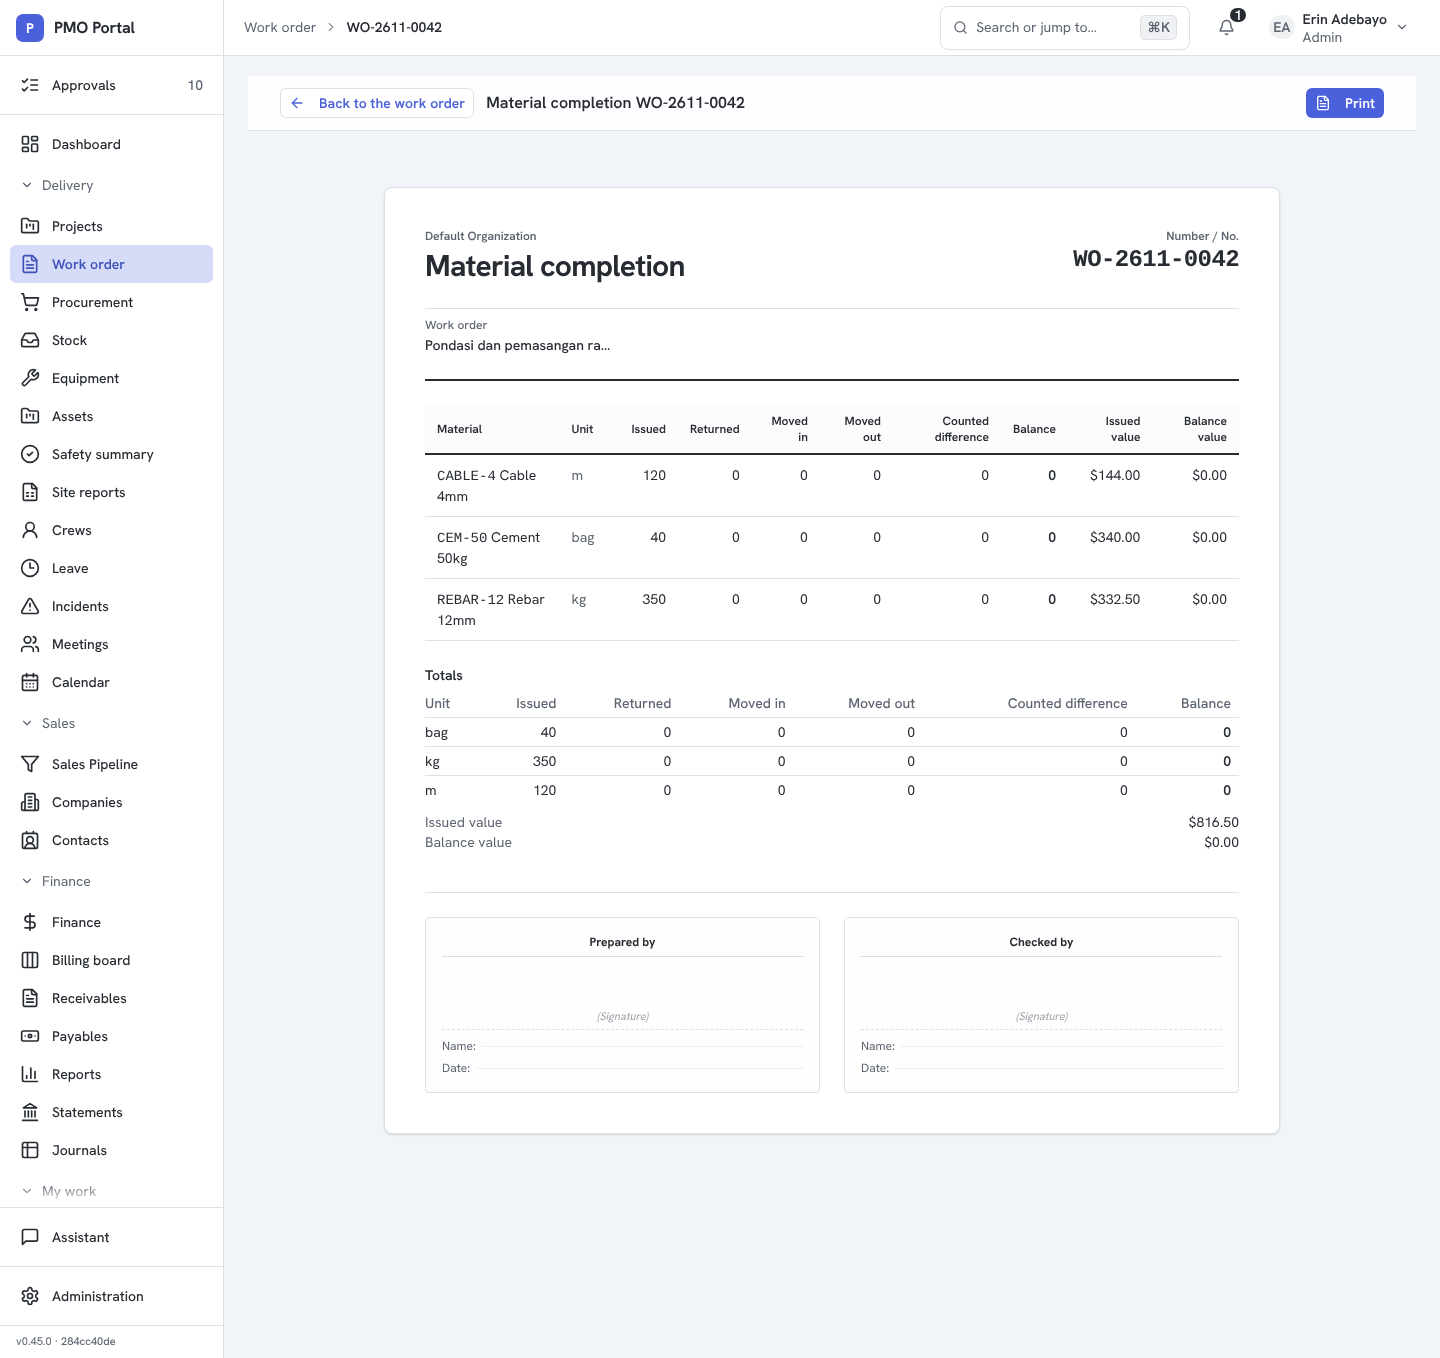 P PMO Portal
Work order > WO-2611-0042
Search or jump to... ⌘K
1
EA Erin Adebayo
Admin
Approvals 10
Dashboard
Delivery
Projects
Work order
Procurement
Stock
Equipment
Assets
Safety summary
Site reports
Crews
Leave
Incidents
Meetings
Calendar
Sales
Sales Pipeline
Companies
Contacts
Finance
Finance
Billing board
Receivables
Payables
Reports
Statements
Journals
My work
Assistant
Administration
v0.45.0 · 284cc40de
Back to the work order Material completion WO-2611-0042 Print
Default Organization Number / No.
Material completion WO-2611-0042
Work order
Pondasi dan pemasangan ra...
Material Unit Issued Returned Moved in Moved out Counted difference Balance Issued value Balance value
CABLE-4 Cable 4mm m 120 0 0 0 0 0 $144.00 $0.00
CEM-50 Cement 50kg bag 40 0 0 0 0 0 $340.00 $0.00
REBAR-12 Rebar 12mm kg 350 0 0 0 0 0 $332.50 $0.00
Totals
Unit Issued Returned Moved in Moved out Counted difference Balance
bag 40 0 0 0 0 0
kg 350 0 0 0 0 0
m 120 0 0 0 0 0
Issued value $816.50
Balance value $0.00
Prepared by
(Signature)
Name:
Date:
Checked by
(Signature)
Name:
Date: